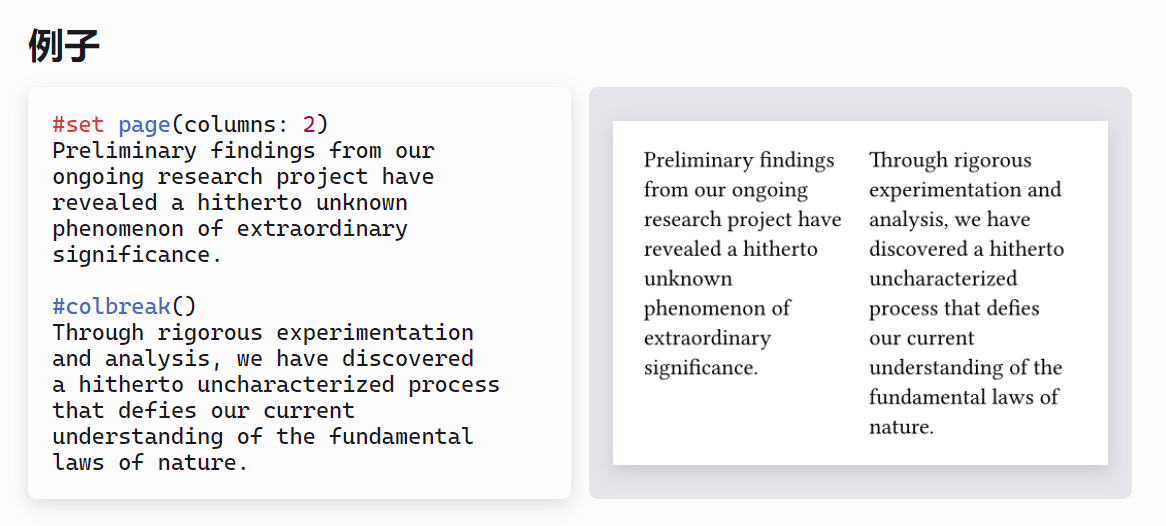 例子
#set page(columns: 2)
Preliminary findings from our
ongoing research project have
revealed a hitherto unknown
phenomenon of extraordinary
significance.
#colbreak()
Through rigorous experimentation
and analysis, we have discovered
a hitherto uncharacterized process
that defies our current
understanding of the fundamental
laws of nature.
Preliminary findings
from our ongoing
research project have
revealed a hitherto
unknown
phenomenon of
extraordinary
significance.
Through rigorous
experimentation and
analysis, we have
discovered a hitherto
uncharacterized
process that defies
our current
understanding of the
fundamental laws of
nature.